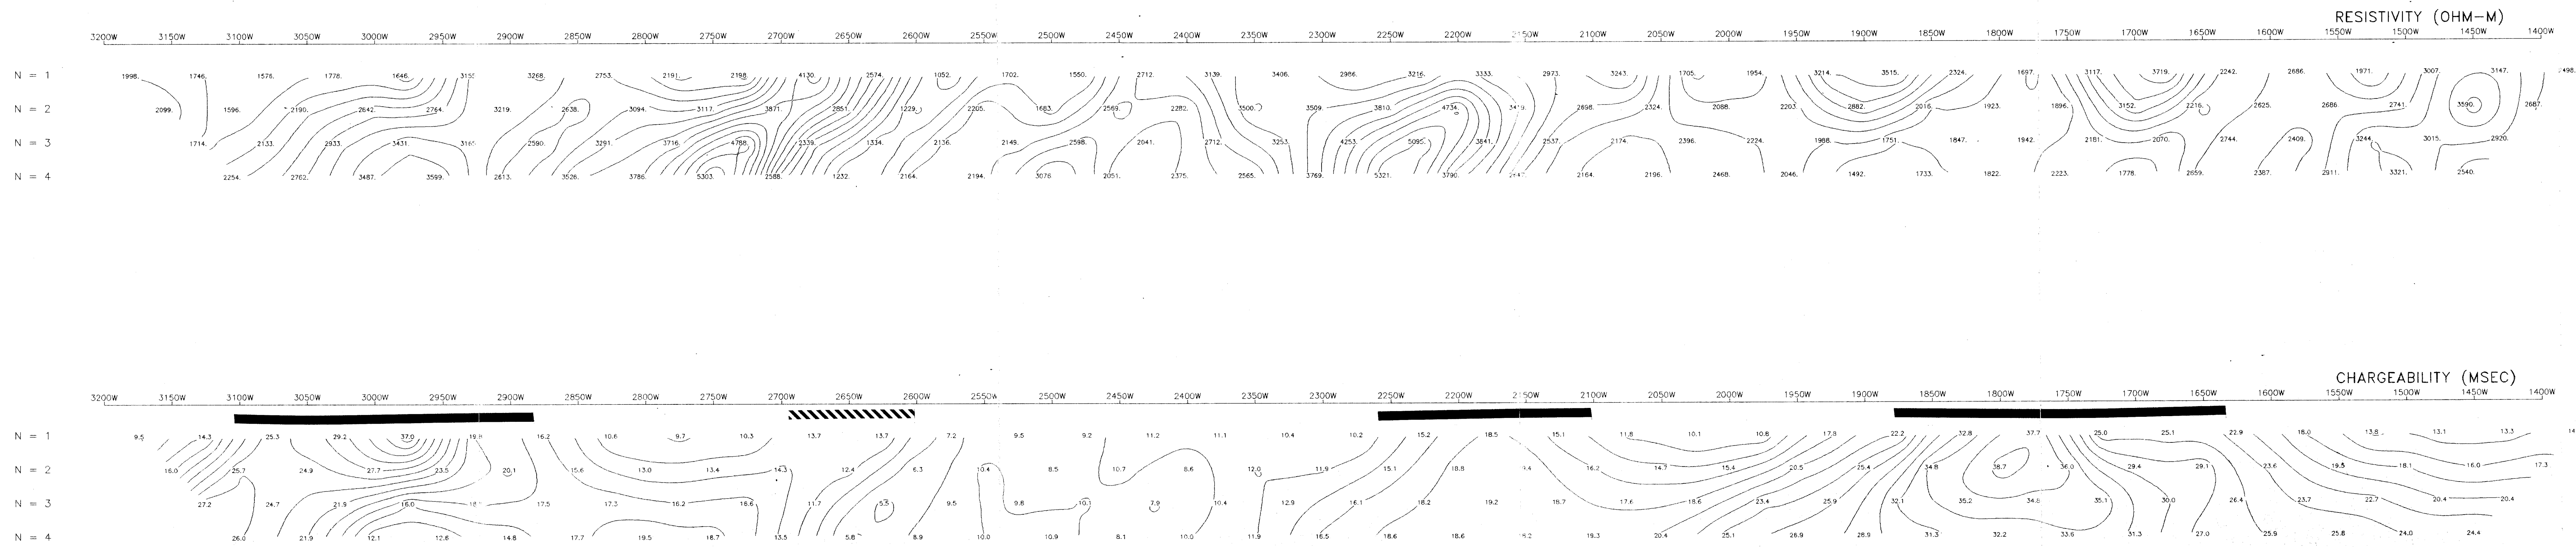 RESISTIVITY (OHM-M)
3200W 3150W 3100W 3050W 3000W 2950W 2900W 2850W 2800W 2750W 2700W 2650W 2600W 2550W 2500W 2450W 2400W 2350W 2300W 2250W 2200W 2150W 2100W 2050W 2000W 1950W 1900W 1850W 1800W 1750W 1700W 1650W 1600W 1550W 1500W 1450W 1400W
N = 1 1998. 1746. 1576. 1778. 1646. 3155 3268. 2753. 2191. 2198. 4130. 2574. 1052. 1702. 1550. 2712. 3139. 3406. 2986. 3216. 3333. 2973. 3243. 1705. 1954. 3214. 3515. 2324. 1697. 3117. 3719. 2242. 2686. 1971. 3007. 3147. 2498.
N = 2 2099. 1596. 2190. 2642. 2764. 3219. 2638. 3094. 3117. 3871. 2851. 1229. 2205. 1683. 2569. 2282. 3500. 3509. 3810. 4734. 2698. 2324. 2088. 2203. 2882. 2016. 1923. 1896. 3152. 2216. 2625. 2686. 2741. 3590. 2687.
N = 3 1714. 2133. 2933. 3431. 3165 2590. 3291. 3716. 4788. 2339. 1334. 2136. 2149. 2598. 2041. 2712. 3253. 4253. 5095. 3841. 2537. 2174. 2396. 2224. 1988. 1751. 1847. 1942. 2181. 2070. 2744. 2409. 3244. 3015. 2920.
N = 4 2254. 2762. 3487. 3599. 2613. 3526. 3786. 5303. 2588. 1232. 2164. 2194. 3076 2051. 2375. 2565. 3769. 5321. 3790. 2164. 2196. 2468. 2046. 1492. 1733. 1822. 2223. 1778. 2659. 2387. 2911. 3321. 2540.
CHARGEABILITY (MSEC)
3200W 3150W 3100W 3050W 3000W 2950W 2900W 2850W 2800W 2750W 2700W 2650W 2600W 2550W 2500W 2450W 2400W 2350W 2300W 2250W 2200W 2150W 2100W 2050W 2000W 1950W 1900W 1850W 1800W 1750W 1700W 1650W 1600W 1550W 1500W 1450W 1400W
N = 1 9.5 14.3 25.3 29.2 37.0 16.2 10.6 9.7 10.3 13.7 13.7 7.2 9.5 9.2 11.2 11.1 10.4 10.2 15.2 18.5 15.1 11.8 10.1 10.8 17.8 22.2 32.8 37.7 25.0 25.1 22.9 18.0 13.8 13.1 13.3 14
N = 2 16.0 25.7 24.9 27.7 23.5 20.1 15.6 13.0 13.4 14.3 12.4 6.3 10.4 8.5 10.7 8.6 12.0 11.9 15.1 18.8 16.2 14.7 15.4 20.5 25.4 34.8 38.7 36.0 29.4 29.1 23.6 19.5 18.1 16.0 17.3
N = 3 27.2 24.7 21.9 16.0 17.5 17.3 16.2 16.6 11.7 5.5 9.5 9.8 10.1 7.9 10.4 12.9 16.1 18.2 19.2 18.7 17.6 18.6 23.4 25.9 32.1 35.2 34.8 35.1 30.0 26.4 23.7 22.7 20.4 20.4
N = 4 26.0 21.9 12.1 12.6 14.8 17.7 19.5 18.7 13.5 5.8 8.9 10.0 10.9 8.1 10.0 11.9 16.5 18.6 18.6 19.3 20.4 25.1 26.9 28.9 31.3 32.2 33.6 31.3 27.0 25.9 25.8 24.0 24.4